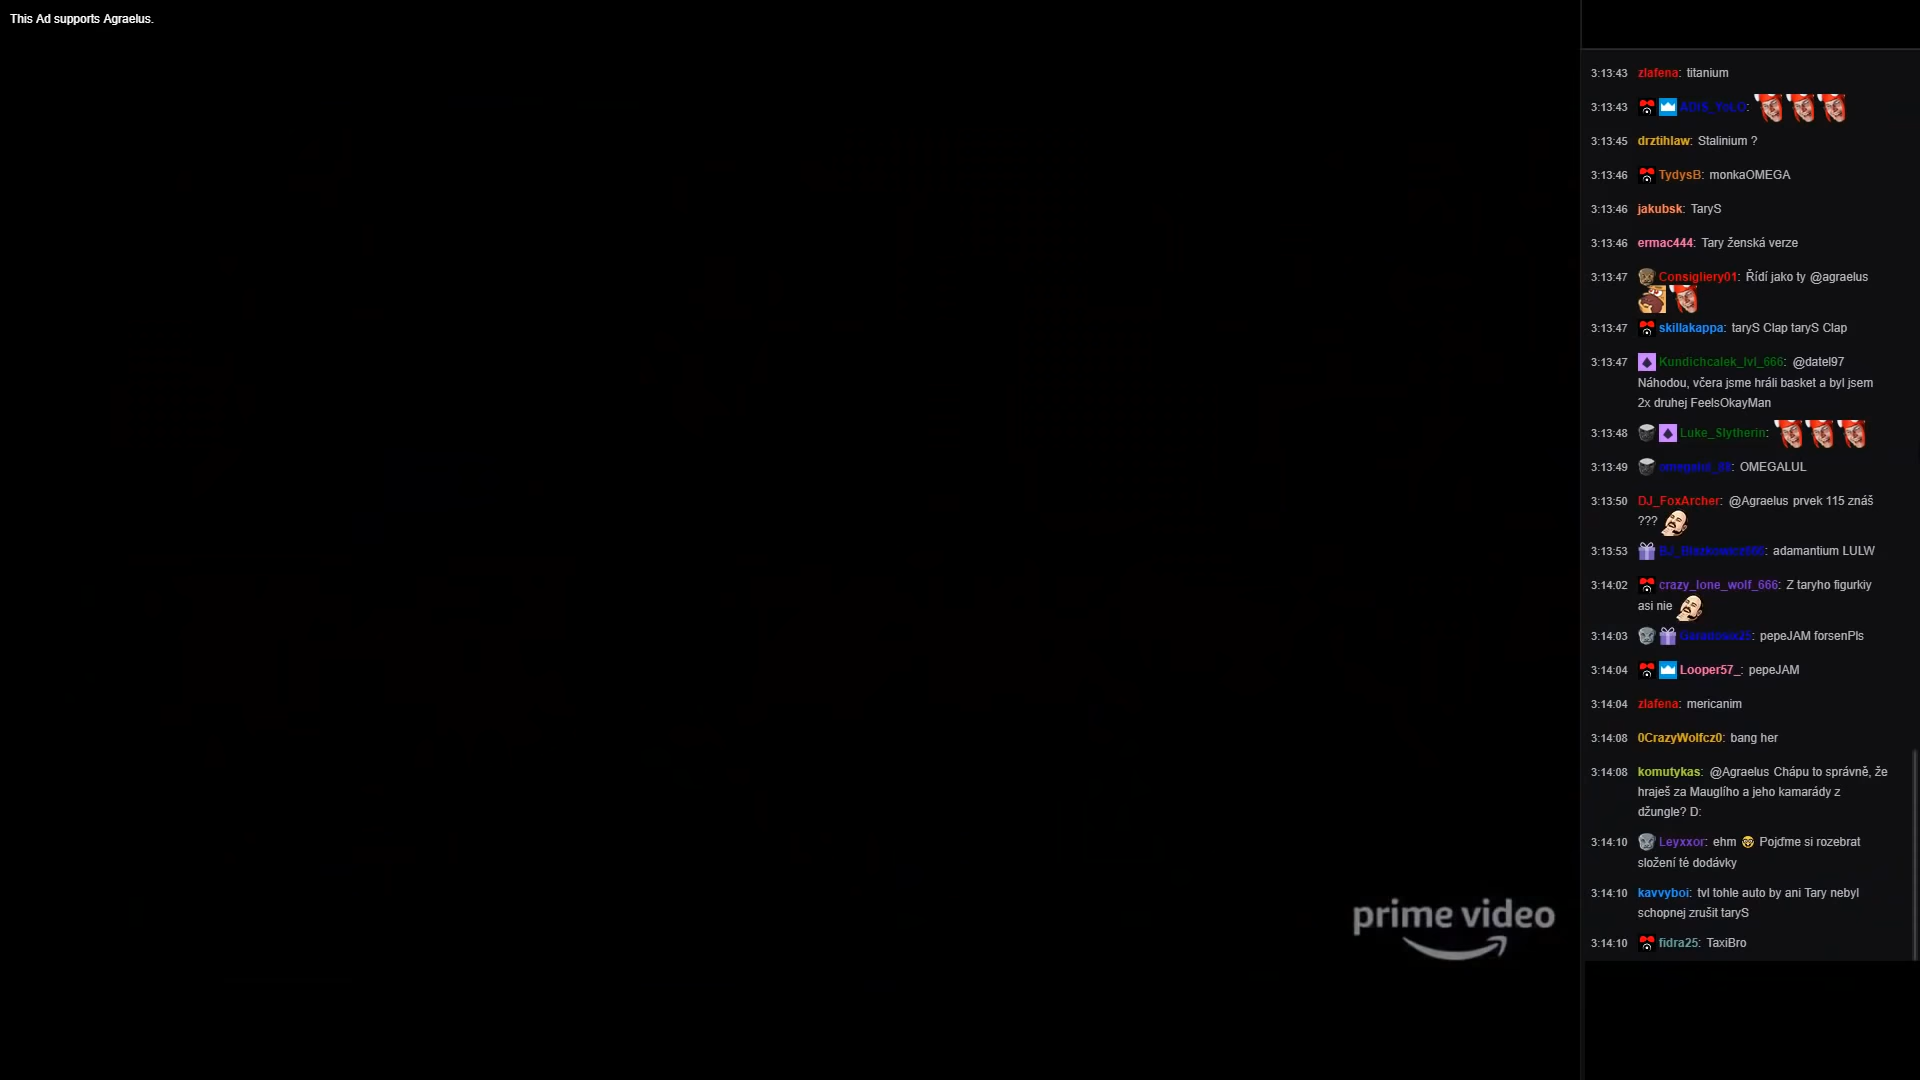 This Ad supports Agraelus.
3:13:43 zlafena: titanium
3:13:43 ADIS_YoLO:
3:13:45 drztihlaw: Stalinium ?
3:13:46 TydysB: monkaOMEGA
3:13:46 jakubsk: TaryS
3:13:46 ermac444: Tary ženská verze
3:13:47 Consigliery01: Řídí jako ty @agraelus
3:13:47 skillakappa: taryS Clap taryS Clap
3:13:47 Kundichcalek_lvl_666: @datel97
Náhodou, včera jsme hráli basket a byl jsem
2x druhej FeelsOkayMan
3:13:48 Luke_Slytherin:
3:13:49 OMEGALUL
3:13:50 DJ_FoxArcher: @Agraelus prvek 115 znáš
???
3:13:53 adamantium LULW
3:14:02 crazy_lone_wolf_666: Z taryho figurkiy
asi nie
3:14:03 pepeJAM forsenPls
3:14:04 Looper57_: pepeJAM
3:14:04 zlafena: mericanim
3:14:08 0CrazyWolfcz0: bang her
3:14:08 komutykas: @Agraelus Chápu to správně, že
hraješ za Mauglího a jeho kamarády z
džungle? D:
3:14:10 Leyxxor: ehm Pojďme si rozebrat
složení té dodávky
3:14:10 kavvyboi: tvl tohle auto by ani Tary nebyl
schopnej zrušit taryS
3:14:10 fidra25: TaxiBro
prime video